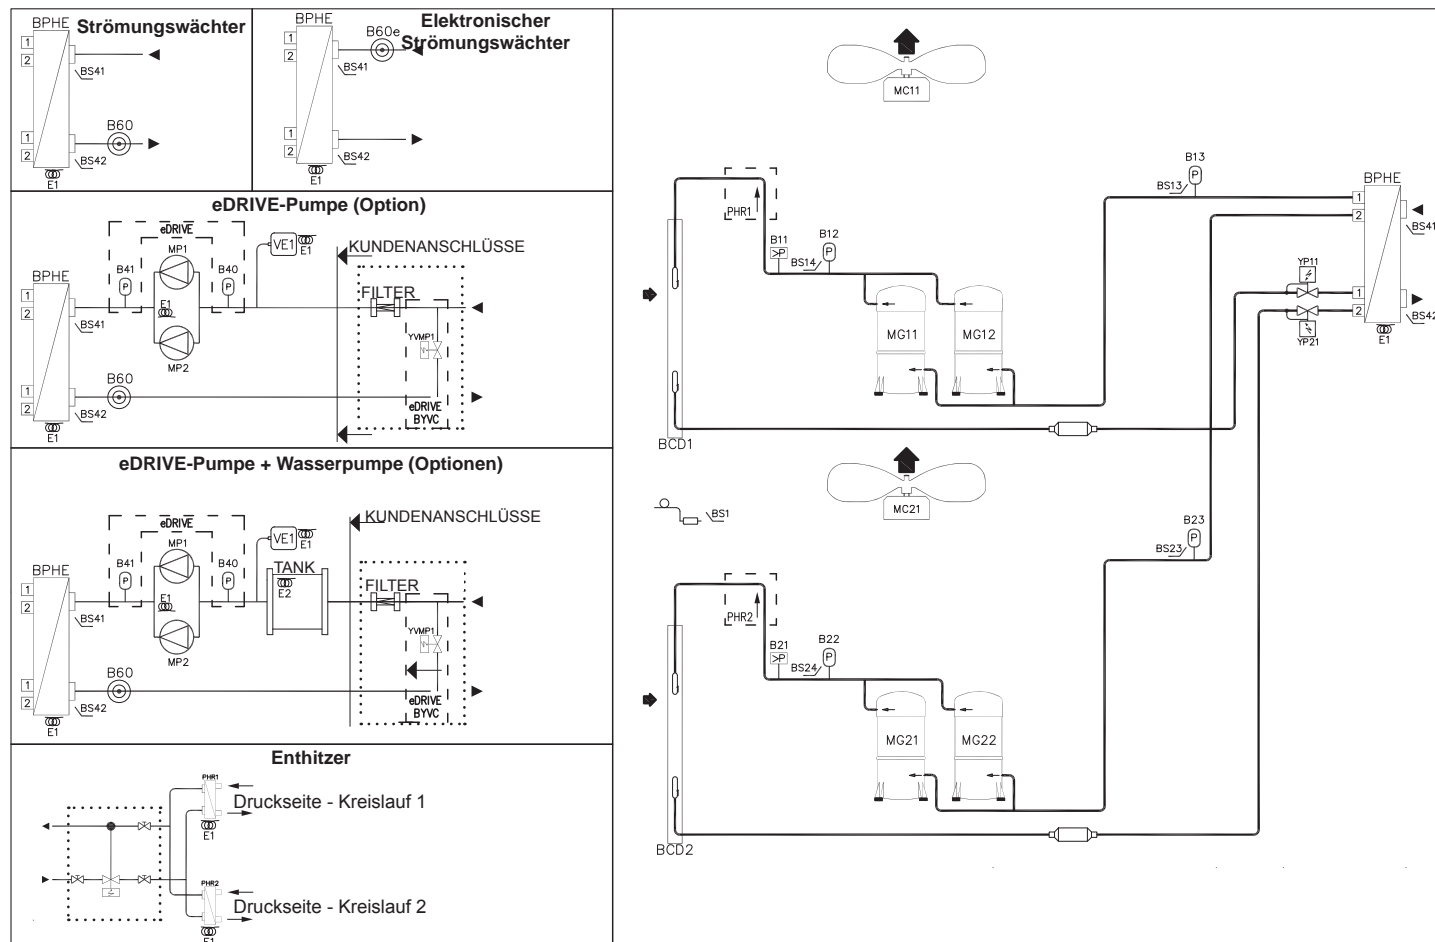 BPHE
Strömungswächter
1
2
BS41
B60
1
2
BS42
E1
BPHE
Elektronischer
Strömungswächter
B60e
1
2
BS41
1
2
BS42
E1
eDRIVE-Pumpe (Option)
eDRIVE
MP1
VE1
E1
KUNDENANSCHLÜSSE
BPHE
B41
P
B40
P
FILTER
1
2
E1
BS41
YVMP1
MP2
B60
1
2
BS42
eDRIVE
BYVC
E1
eDRIVE-Pumpe + Wasserpumpe (Optionen)
eDRIVE
MP1
VE1
E1
KUNDENANSCHLÜSSE
BPHE
B41
P
B40
P
TANK
E2
FILTER
1
2
E1
BS41
YVMP1
MP2
B60
1
2
BS42
eDRIVE
BYVC
E1
Enthitzer
PHR1
Druckseite - Kreislauf 1
E1
PHR2
Druckseite - Kreislauf 2
E1
MC11
B13
P
BS13
BPHE
1
2
BS41
PHR1
B11
>P
B12
P
BS14
YP11
1
2
BS42
YP21
E1
MG11
MG12
BCD1
MC21
BS1
B23
P
BS23
PHR2
B21
>P
B22
P
BS24
MG21
MG22
BCD2